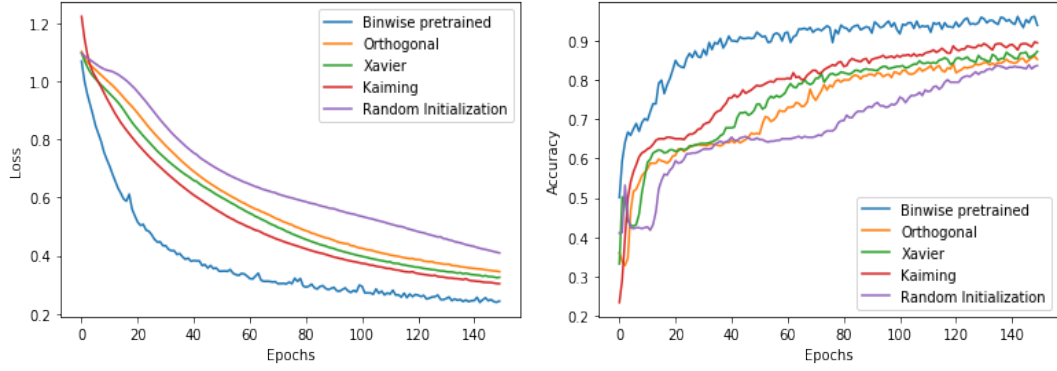 1.2
1.0
0.8
0.6
0.4
0.2
Loss
0
20
40
60
80
100
120
140
Epochs
Binwise pretrained
Orthogonal
Xavier
Kaiming
Random Initialization
0.9
0.8
0.7
0.6
0.5
0.4
0.3
0.2
Accuracy
0
20
40
60
80
100
120
140
Epochs
Binwise pretrained
Orthogonal
Xavier
Kaiming
Random Initialization